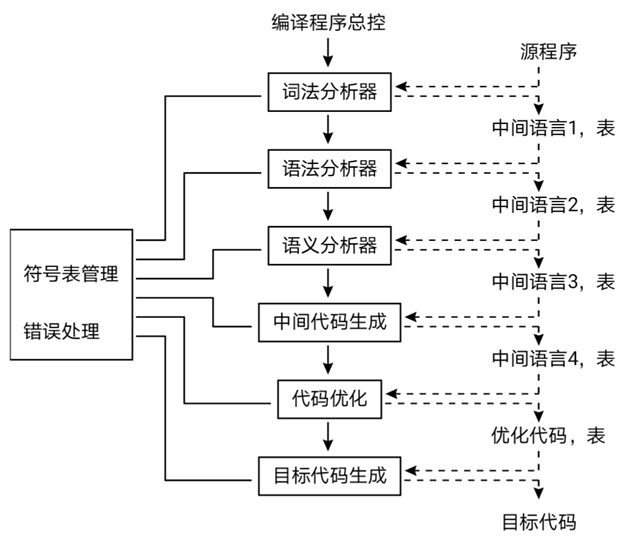 编译程序总控
源程序
词法分析器
中间语言1，表
语法分析器
中间语言2，表
语义分析器
符号表管理
中间语言3，表
中间代码生成
错误处理
中间语言4，表
代码优化
优化代码，表
目标代码生成
目标代码